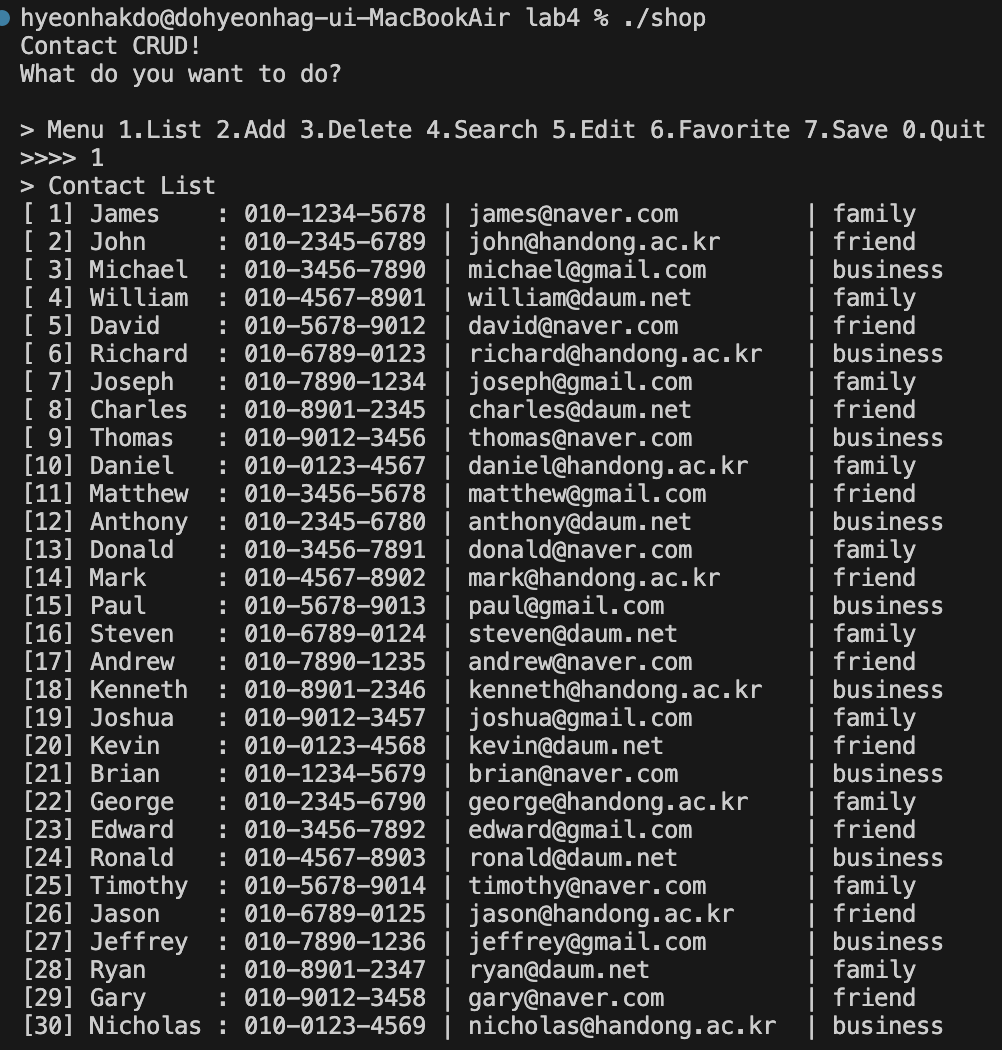 hyeonhakdo@dohyeonhag-ui-MacBookAir lab4 % ./shop
Contact CRUD!
What do you want to do?
> Menu 1.List 2.Add 3.Delete 4.Search 5.Edit 6.Favorite 7.Save 0.Quit
>>>> 1
> Contact List
[ 1] James    : 010-1234-5678 | james@naver.com         | family
[ 2] John     : 010-2345-6789 | john@handong.ac.kr      | friend
[ 3] Michael  : 010-3456-7890 | michael@gmail.com       | business
[ 4] William  : 010-4567-8901 | william@daum.net        | family
[ 5] David    : 010-5678-9012 | david@naver.com         | friend
[ 6] Richard  : 010-6789-0123 | richard@handong.ac.kr   | business
[ 7] Joseph   : 010-7890-1234 | joseph@gmail.com        | family
[ 8] Charles  : 010-8901-2345 | charles@daum.net        | friend
[ 9] Thomas   : 010-9012-3456 | thomas@naver.com        | business
[10] Daniel   : 010-0123-4567 | daniel@handong.ac.kr    | family
[11] Matthew  : 010-3456-5678 | matthew@gmail.com       | friend
[12] Anthony  : 010-2345-6780 | anthony@daum.net        | business
[13] Donald   : 010-3456-7891 | donald@naver.com        | family
[14] Mark     : 010-4567-8902 | mark@handong.ac.kr      | friend
[15] Paul     : 010-5678-9013 | paul@gmail.com          | business
[16] Steven   : 010-6789-0124 | steven@daum.net         | family
[17] Andrew   : 010-7890-1235 | andrew@naver.com        | friend
[18] Kenneth  : 010-8901-2346 | kenneth@handong.ac.kr   | business
[19] Joshua   : 010-9012-3457 | joshua@gmail.com        | family
[20] Kevin    : 010-0123-4568 | kevin@daum.net          | friend
[21] Brian    : 010-1234-5679 | brian@naver.com         | business
[22] George   : 010-2345-6790 | george@handong.ac.kr    | family
[23] Edward   : 010-3456-7892 | edward@gmail.com        | friend
[24] Ronald   : 010-4567-8903 | ronald@daum.net         | business
[25] Timothy  : 010-5678-9014 | timothy@naver.com       | family
[26] Jason    : 010-6789-0125 | jason@handong.ac.kr     | friend
[27] Jeffrey  : 010-7890-1236 | jeffrey@gmail.com       | business
[28] Ryan     : 010-8901-2347 | ryan@daum.net           | family
[29] Gary     : 010-9012-3458 | gary@naver.com          | friend
[30] Nicholas : 010-0123-4569 | nicholas@handong.ac.kr  | business